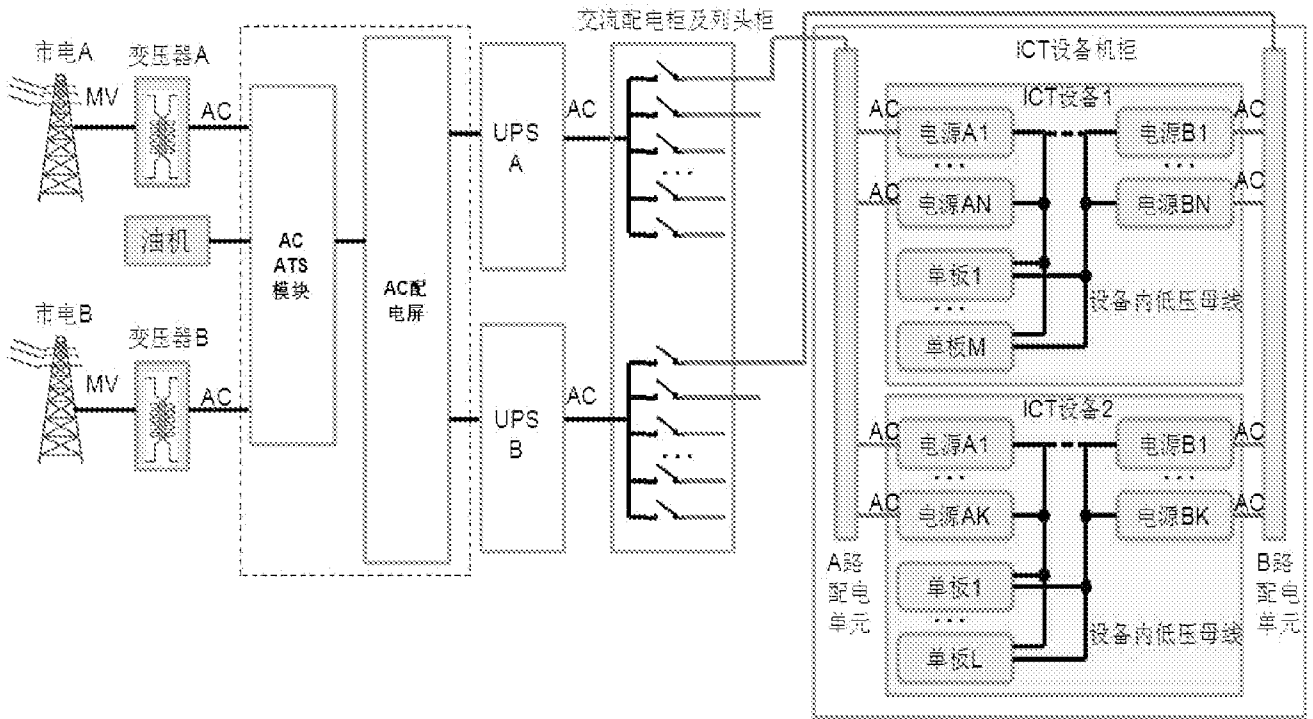 交流配电柜及列头柜
市电A
变压器A
MV
AC
UPS
A
AC
油机
AC
ATS
模块
AC配
电屏
市电B
变压器B
MV
AC
UPS
B
AC
ICT设备机柜
ICT设备1
AC
电源A1
电源B1
AC
...
...
AC
电源AN
电源BN
AC
单板1
...
设备内低压母线
单板M
ICT设备2
AC
电源A1
电源B1
AC
...
...
AC
电源AK
电源BK
AC
单板1
...
设备内低压母线
单板L
A路
配电
单元
B路
配电
单元
...
...